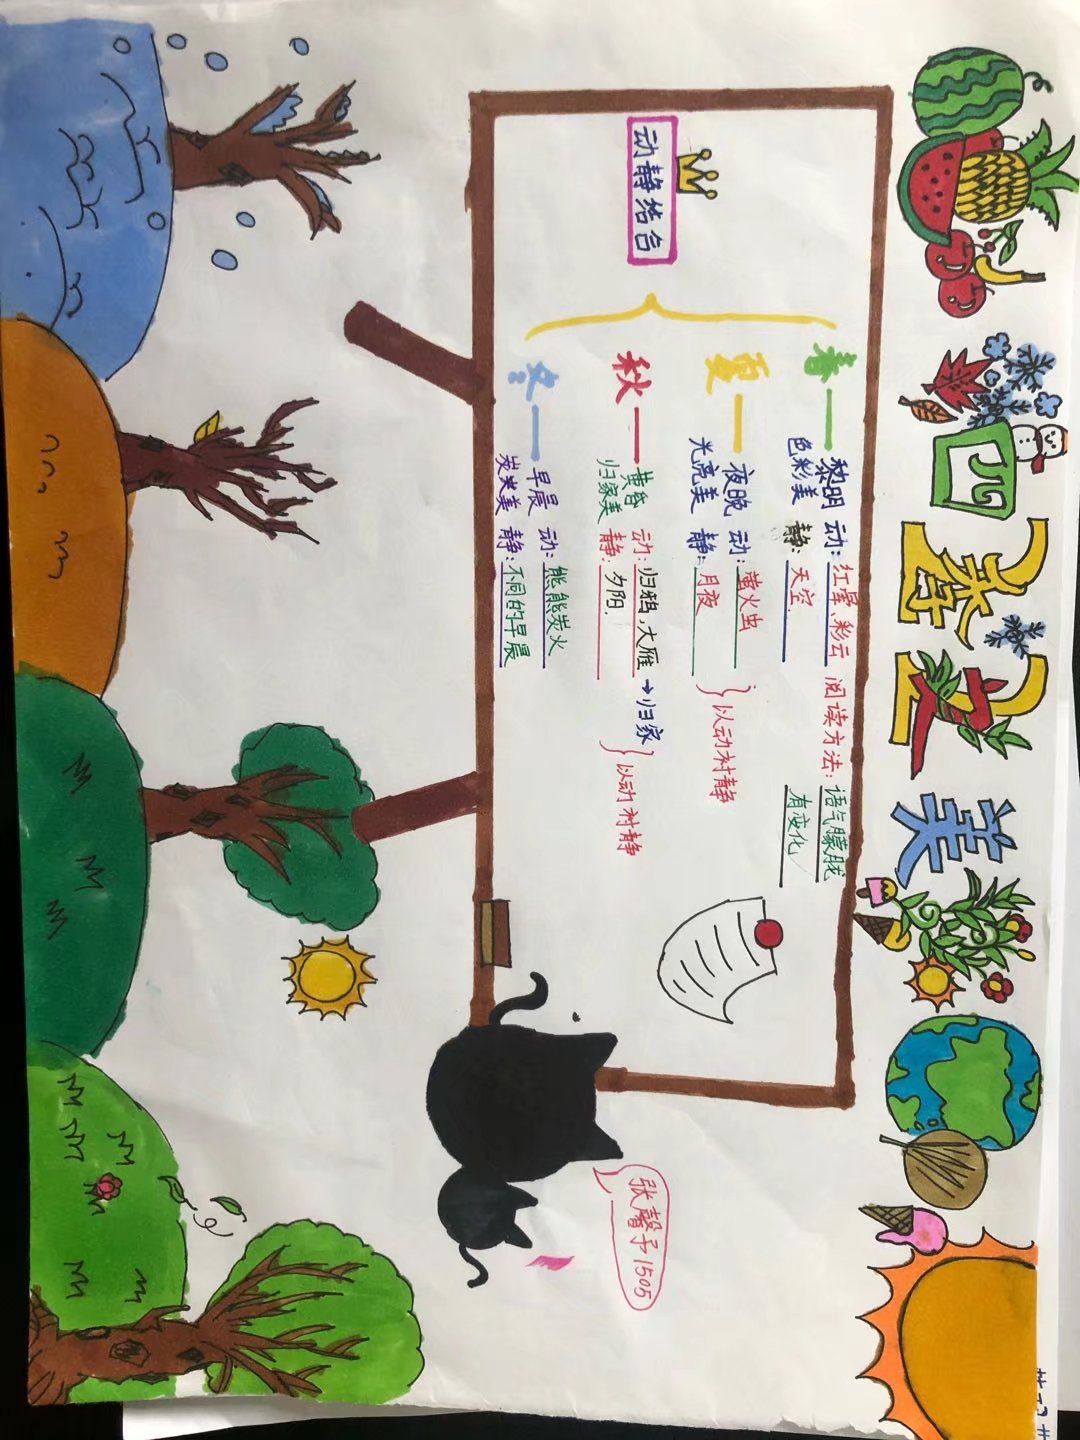 四季之美
动静结合
春
黎明 动:红晕、彩云 阅读方法:语气朦胧
色彩美 静:天空 有变化
夏
夜晚 动:萤火虫
光亮美 静:月夜
以动衬静
秋
黄昏 动:归鸦,大雁→归家
归家美 静:夕阳.
以动衬静
冬
早晨 动:熊熊炭火
炭火美 静:不同的早晨
张馨予1505